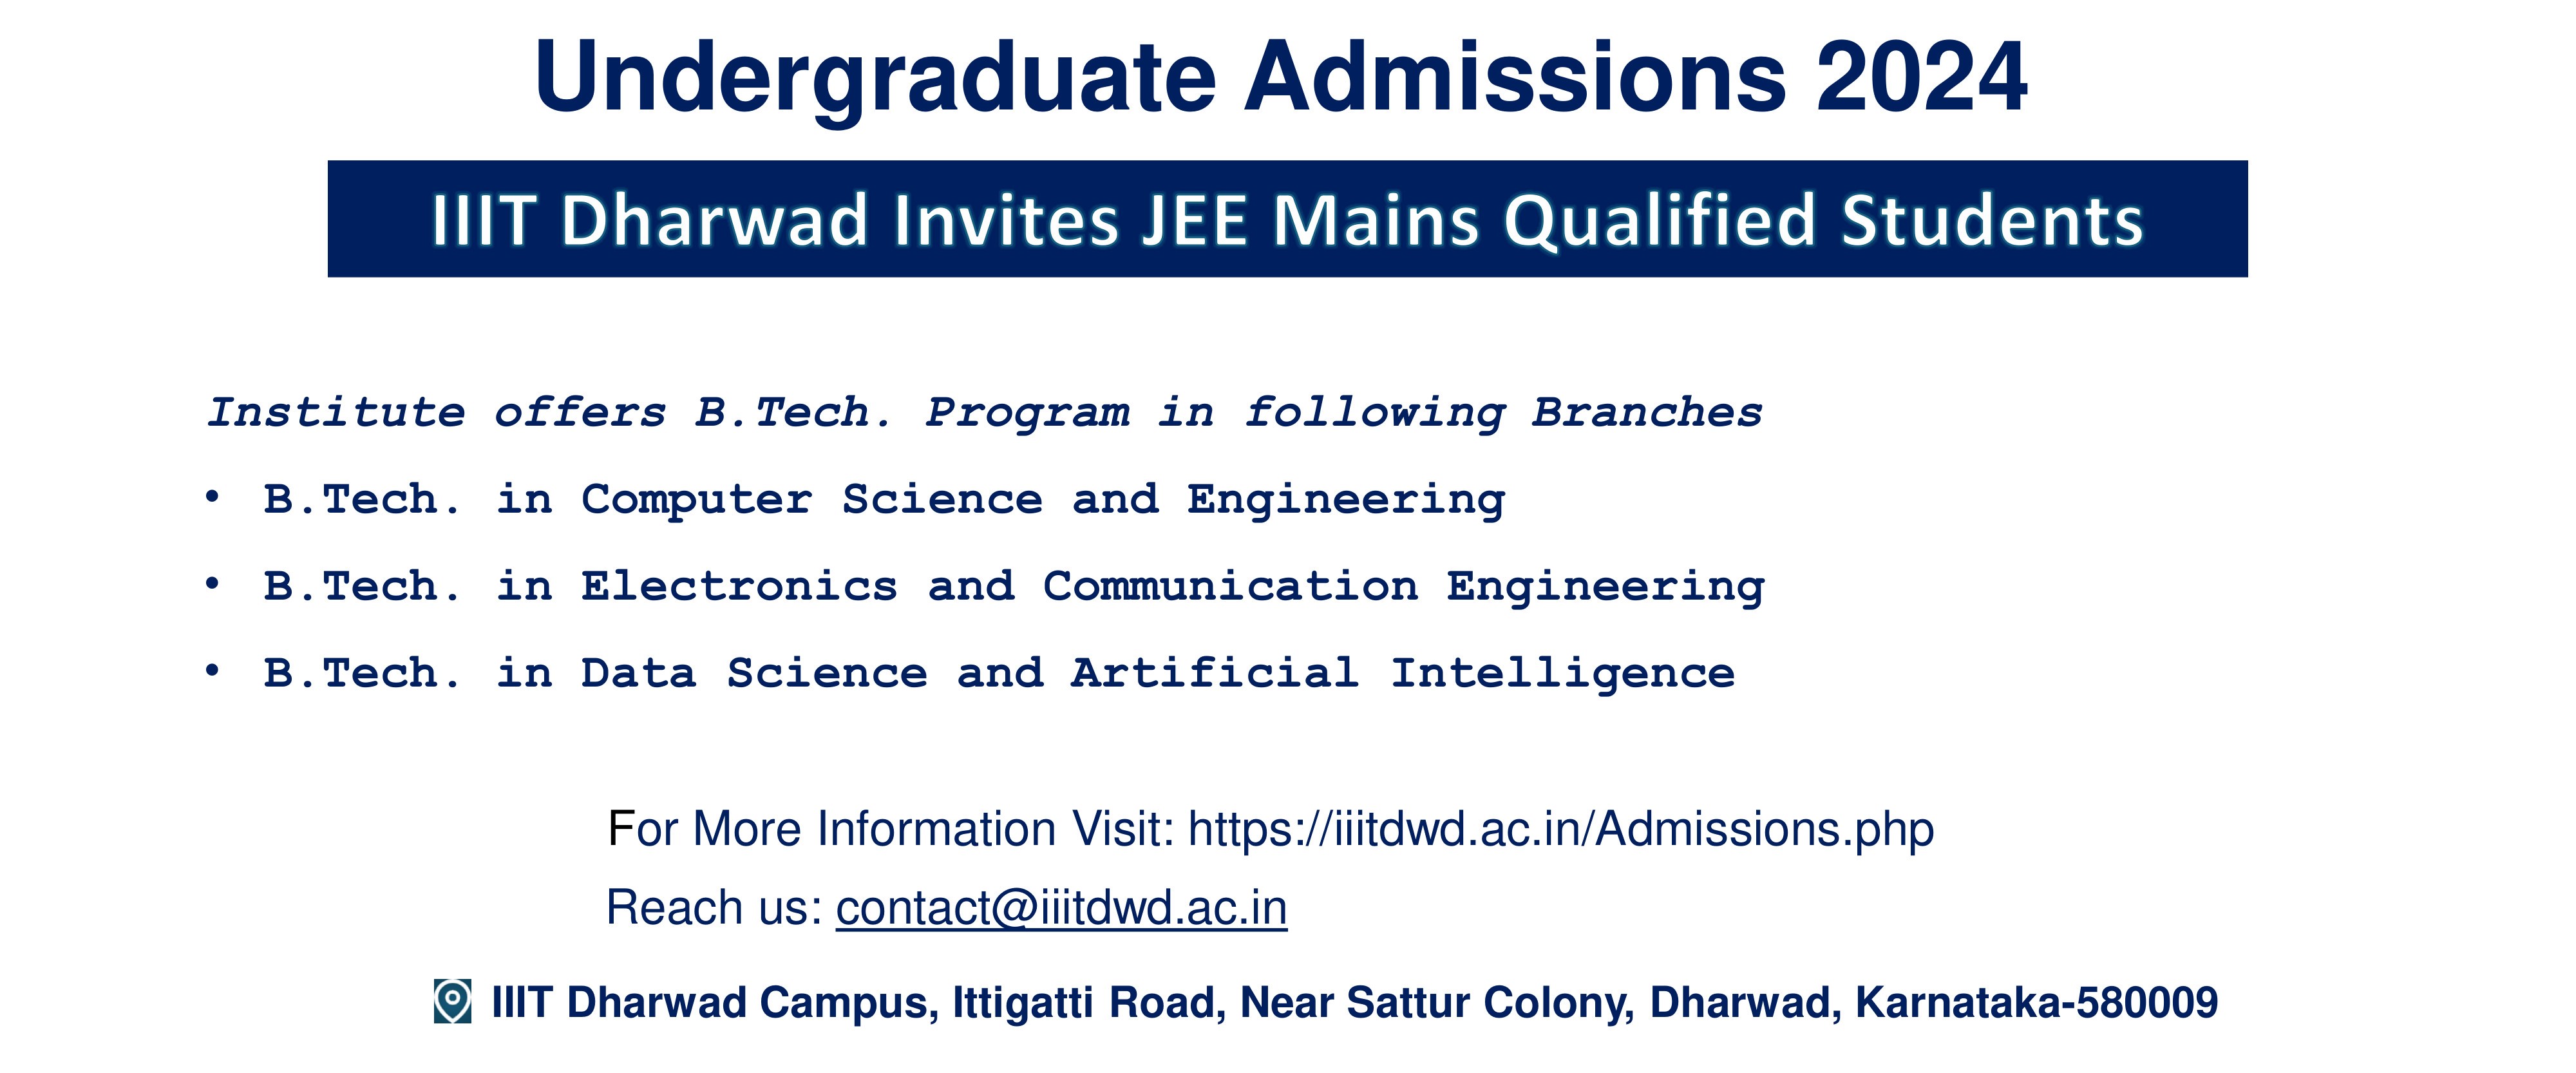 Undergraduate Admissions 2024
IIIT Dharwad Invites JEE Mains Qualified Students
Institute offers B.Tech. Program in following Branches
• B.Tech. in Computer Science and Engineering
• B.Tech. in Electronics and Communication Engineering
• B.Tech. in Data Science and Artificial Intelligence
For More Information Visit: https://iiitdwd.ac.in/Admissions.php
Reach us: contact@iiitdwd.ac.in
IIIT Dharwad Campus, Ittigatti Road, Near Sattur Colony, Dharwad, Karnataka-580009